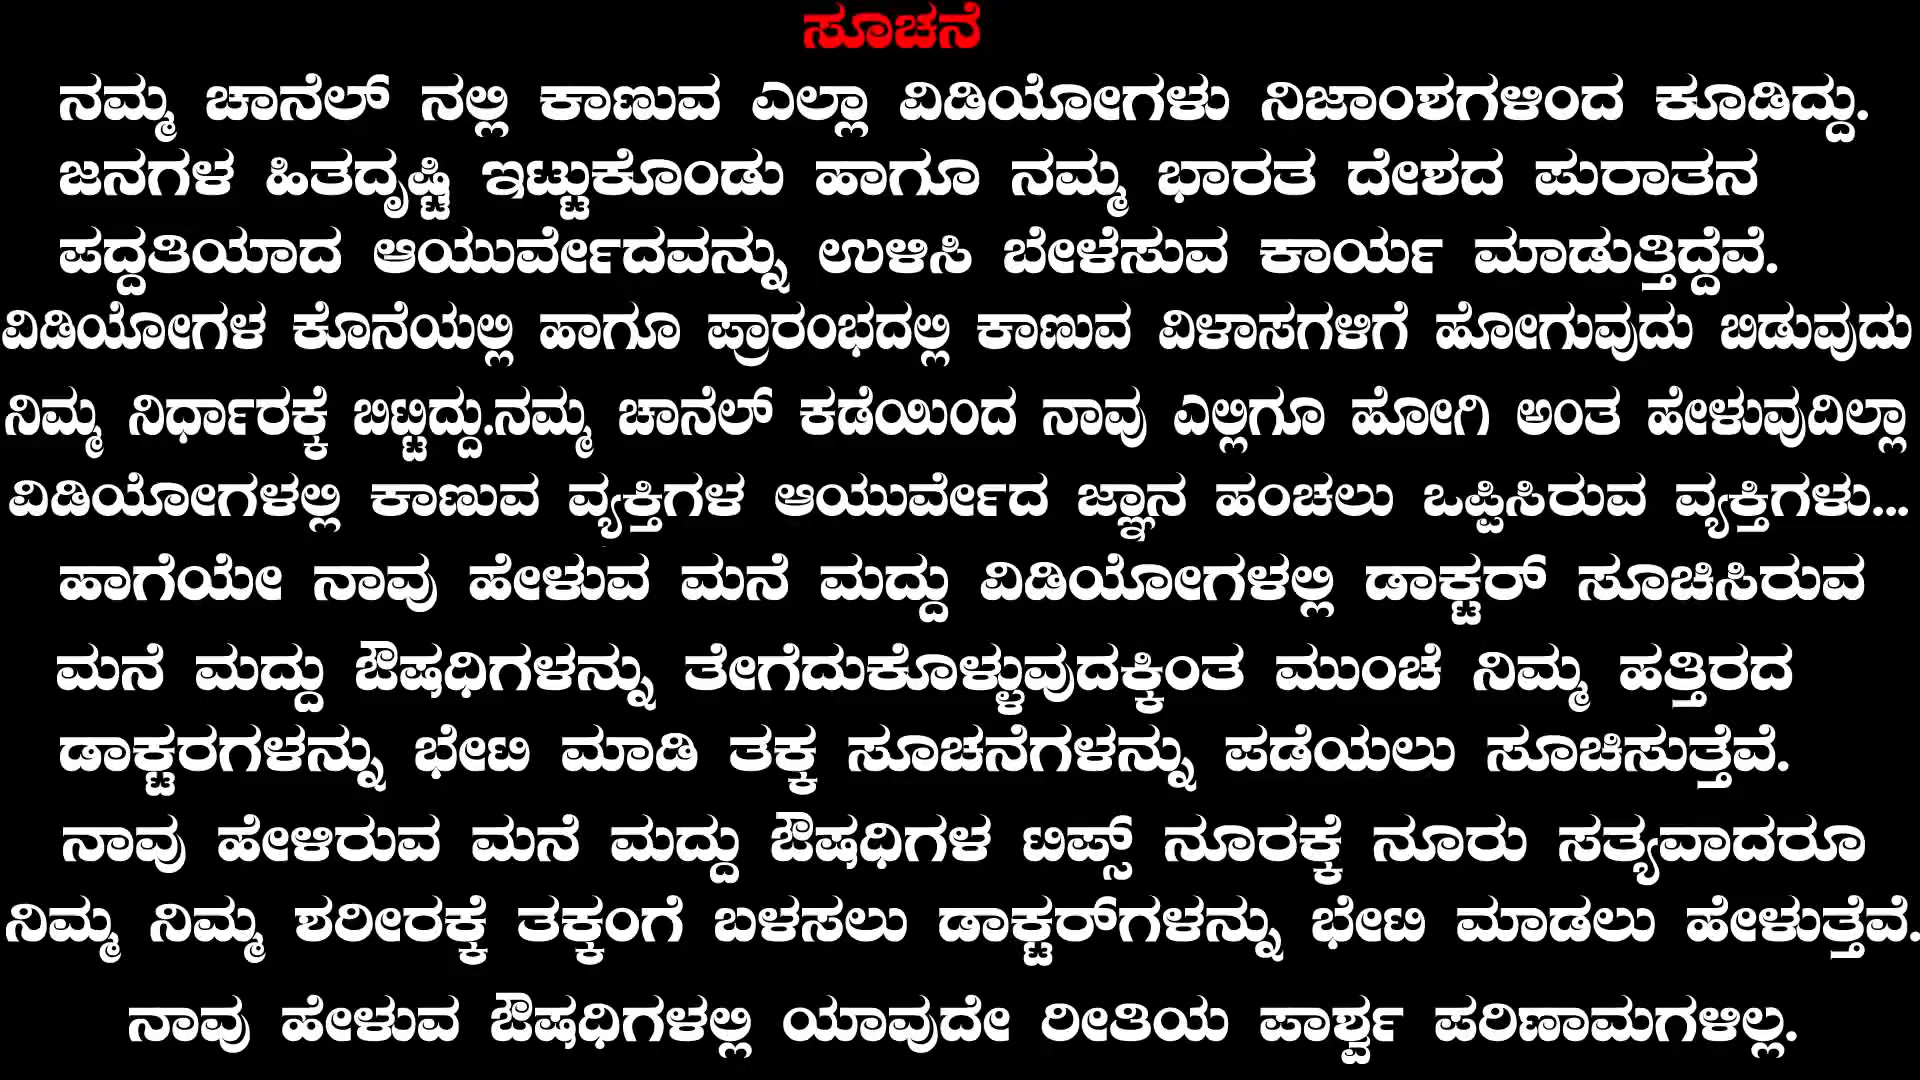 ಸೂಚನೆ
ನಮ್ಮ ಚಾನೆಲ್ ನಲ್ಲಿ ಕಾಣುವ ಎಲ್ಲಾ ವಿಡಿಯೋಗಳು ನಿಜಾಂಶಗಳಿಂದ ಕೂಡಿದ್ದು.
ಜನಗಳ ಹಿತದೃಷ್ಟಿ ಇಟ್ಟುಕೊಂಡು ಹಾಗೂ ನಮ್ಮ ಭಾರತ ದೇಶದ ಪುರಾತನ
ಪದ್ದತಿಯಾದ ಆಯುರ್ವೇದವನ್ನು ಉಳಿಸಿ ಬೇಳೆಸುವ ಕಾರ್ಯ ಮಾಡುತ್ತಿದ್ದೆವೆ.
ವಿಡಿಯೋಗಳ ಕೊನೆಯಲ್ಲಿ ಹಾಗೂ ಪ್ರಾರಂಭದಲ್ಲಿ ಕಾಣುವ ವಿಳಾಸಗಳಿಗೆ ಹೋಗುವುದು ಬಿಡುವುದು
ನಿಮ್ಮ ನಿರ್ಧಾರಕ್ಕೆ ಬಿಟ್ಟಿದ್ದು.ನಮ್ಮ ಚಾನೆಲ್ ಕಡೆಯಿಂದ ನಾವು ಎಲ್ಲಿಗೂ ಹೋಗಿ ಅಂತ ಹೇಳುವುದಿಲ್ಲಾ
ವಿಡಿಯೋಗಳಲ್ಲಿ ಕಾಣುವ ವ್ಯಕ್ತಿಗಳ ಆಯುರ್ವೇದ ಜ್ಞಾನ ಹಂಚಲು ಒಪ್ಪಿಸಿರುವ ವ್ಯಕ್ತಿಗಳು...
ಹಾಗೆಯೇ ನಾವು ಹೇಳುವ ಮನೆ ಮದ್ದು ವಿಡಿಯೋಗಳಲ್ಲಿ ಡಾಕ್ಟರ್ ಸೂಚಿಸಿರುವ
ಮನೆ ಮದ್ದು ಔಷಧಿಗಳನ್ನು ತೇಗೆದುಕೊಳ್ಳುವುದಕ್ಕಿಂತ ಮುಂಚೆ ನಿಮ್ಮ ಹತ್ತಿರದ
ಡಾಕ್ಟರಗಳನ್ನು ಭೇಟಿ ಮಾಡಿ ತಕ್ಕ ಸೂಚನೆಗಳನ್ನು ಪಡೆಯಲು ಸೂಚಿಸುತ್ತೆವೆ.
ನಾವು ಹೇಳಿರುವ ಮನೆ ಮದ್ದು ಔಷಧಿಗಳ ಟಿಪ್ಸ್ ನೂರಕ್ಕೆ ನೂರು ಸತ್ಯವಾದರೂ
ನಿಮ್ಮ ನಿಮ್ಮ ಶರೀರಕ್ಕೆ ತಕ್ಕಂಗೆ ಬಳಸಲು ಡಾಕ್ಟರ್‌ಗಳನ್ನು ಭೇಟಿ ಮಾಡಲು ಹೇಳುತ್ತೆವೆ.
ನಾವು ಹೇಳುವ ಔಷಧಿಗಳಲ್ಲಿ ಯಾವುದೇ ರೀತಿಯ ಪಾರ್ಶ್ವ ಪರಿಣಾಮಗಳಿಲ್ಲ.